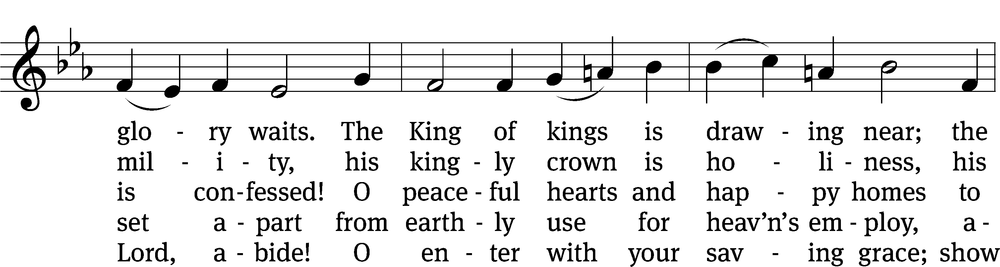 glo - ry waits. The King of kings is draw - ing near; the
mil - i - ty, his king - ly crown is ho - li - ness, his
is con - fessed! O peace - ful hearts and hap - py homes to
set a - part from earth - ly use for heav’n’s em - ploy, a -
Lord, a - bide! O en - ter with your sav - ing grace; show